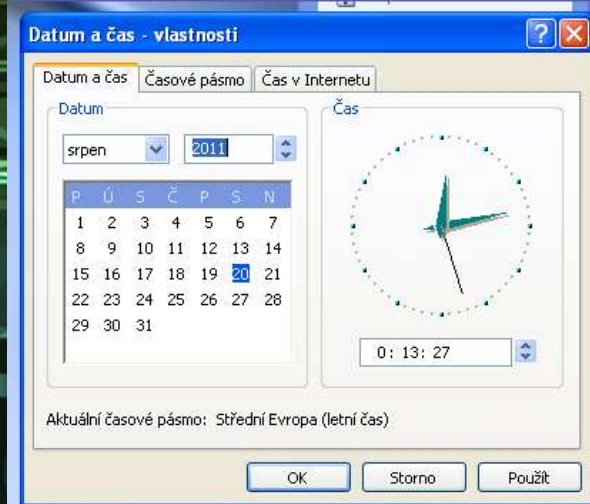 Datum a čas - vlastnosti
Datum a čas Časové pásmo Čas v Internetu
Datum
srpen 2011
P Ú S Č P S N
1 2 3 4 5 6 7
8 9 10 11 12 13 14
15 16 17 18 19 20 21
22 23 24 25 26 27 28
29 30 31
Čas
0: 13: 27
Aktuální časové pásmo: Střední Evropa (letní čas)
OK Storno Použít